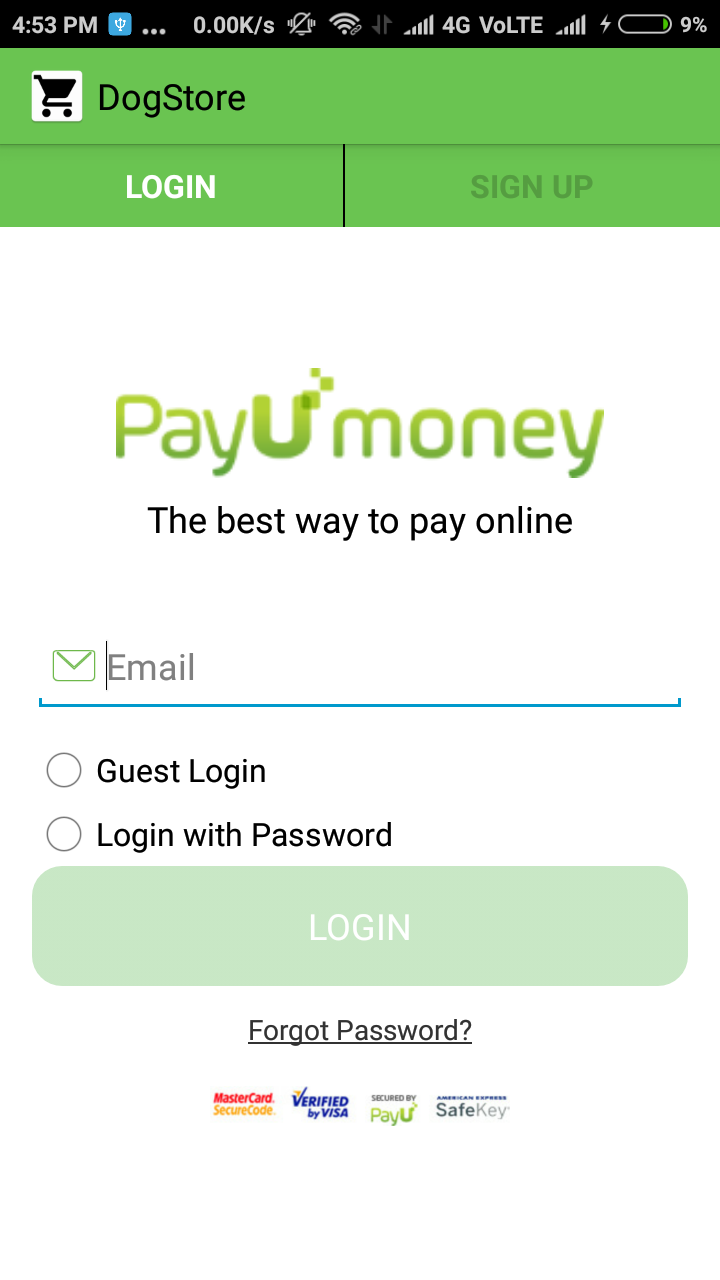 4:53 PM ... 0.00K/s 4G VoLTE 9%
DogStore
LOGIN SIGN UP
PayUmoney
The best way to pay online
Email
Guest Login
Login with Password
LOGIN
Forgot Password?
MasterCard. SecureCode.
VERIFIED by VISA
SECURED BY PayU
AMERICAN EXPRESS SafeKey